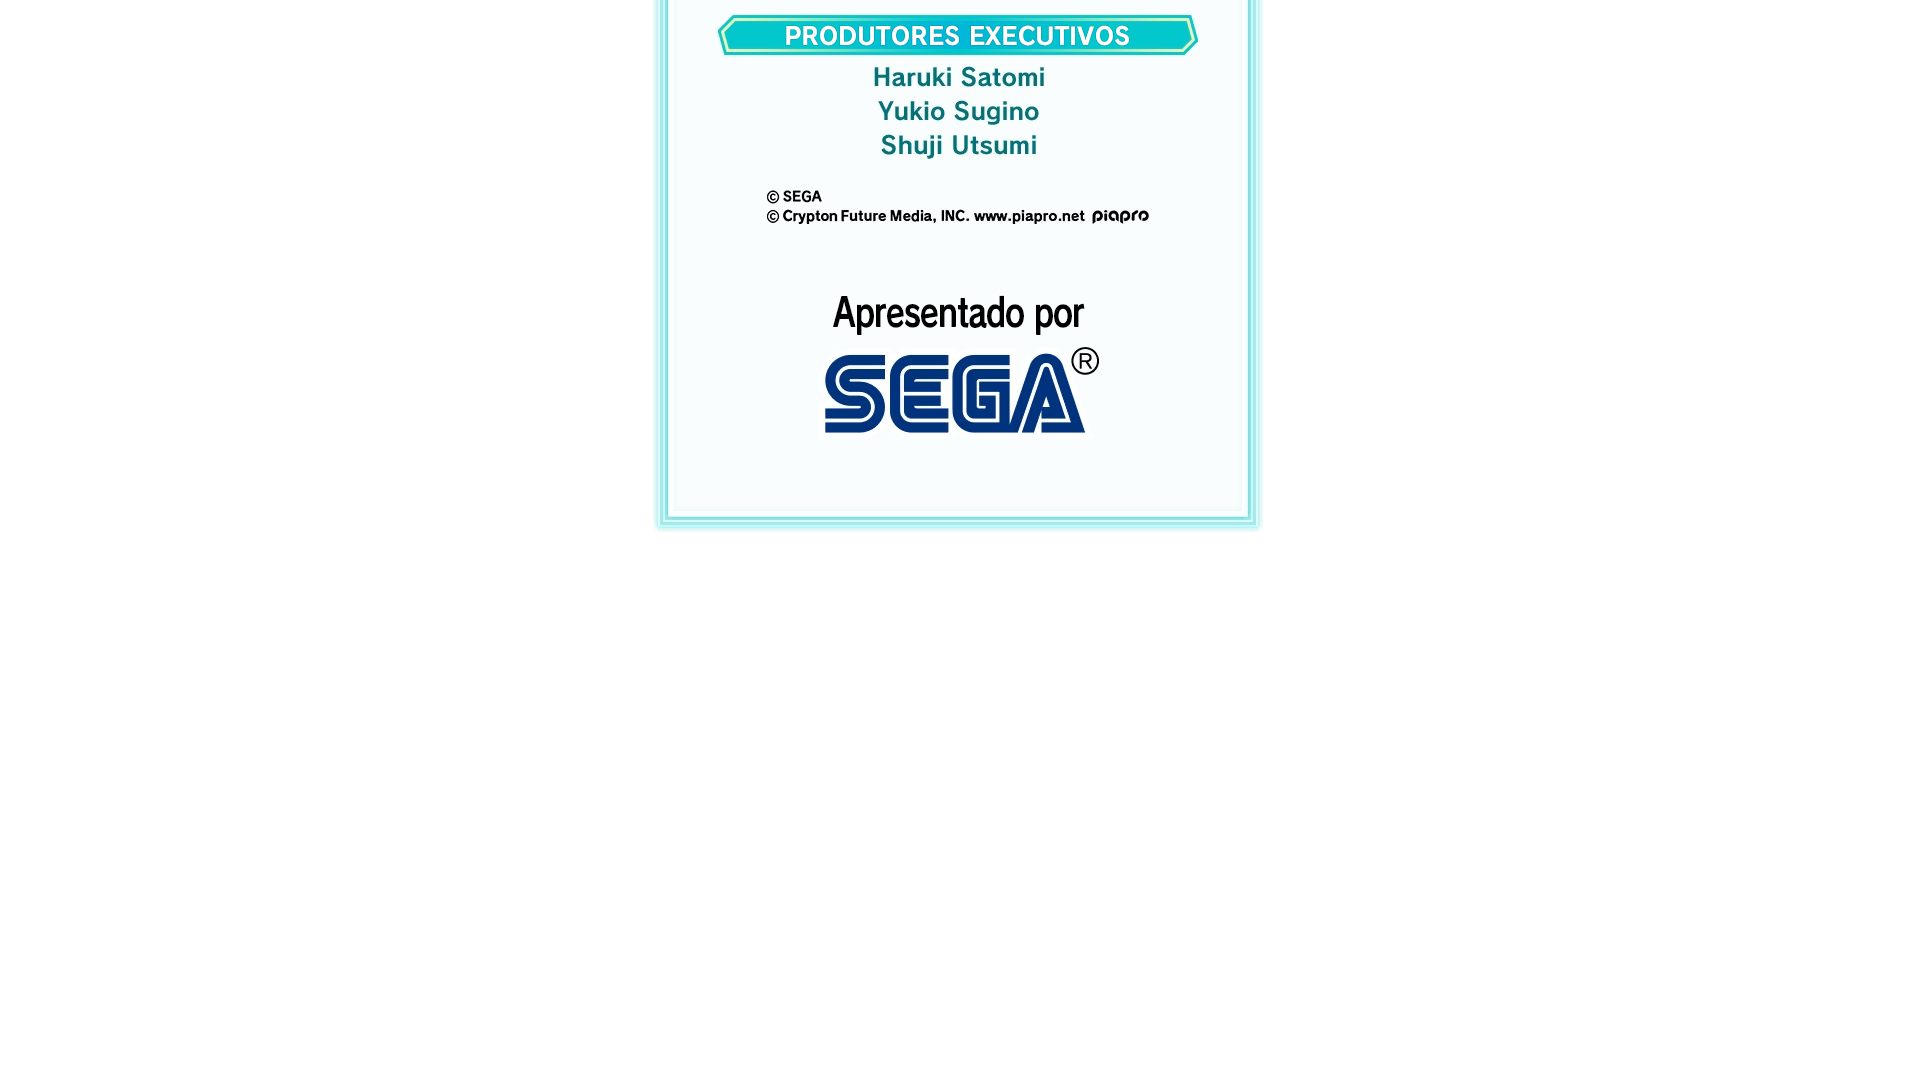 PRODUTORES EXECUTIVOS
Haruki Satomi
Yukio Sugino
Shuji Utsumi
© SEGA
© Crypton Future Media, INC. www.piapro.net piapro
Apresentado por
SEGA®